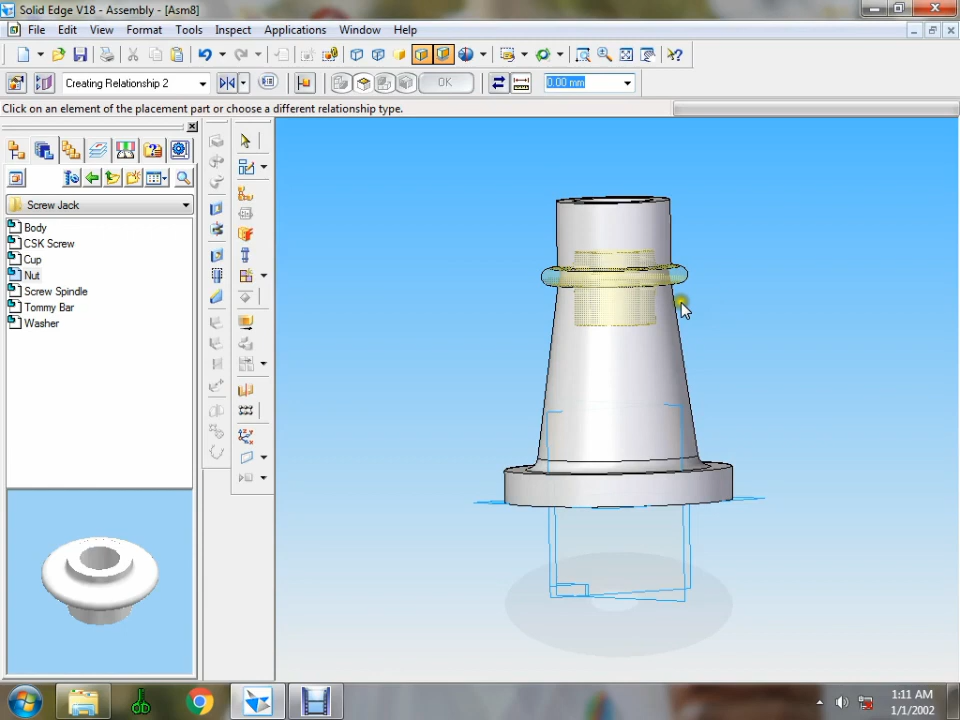 Solid Edge V18 - Assembly - [Asm8]
File Edit View Format Tools Inspect Applications Window Help
Creating Relationship 2
OK
0.00 mm
Click on an element of the placement part or choose a different relationship type.
Screw Jack
Body
CSK Screw
Cup
Nut
Screw Spindle
Tommy Bar
Washer
1:11 AM
1/1/2002